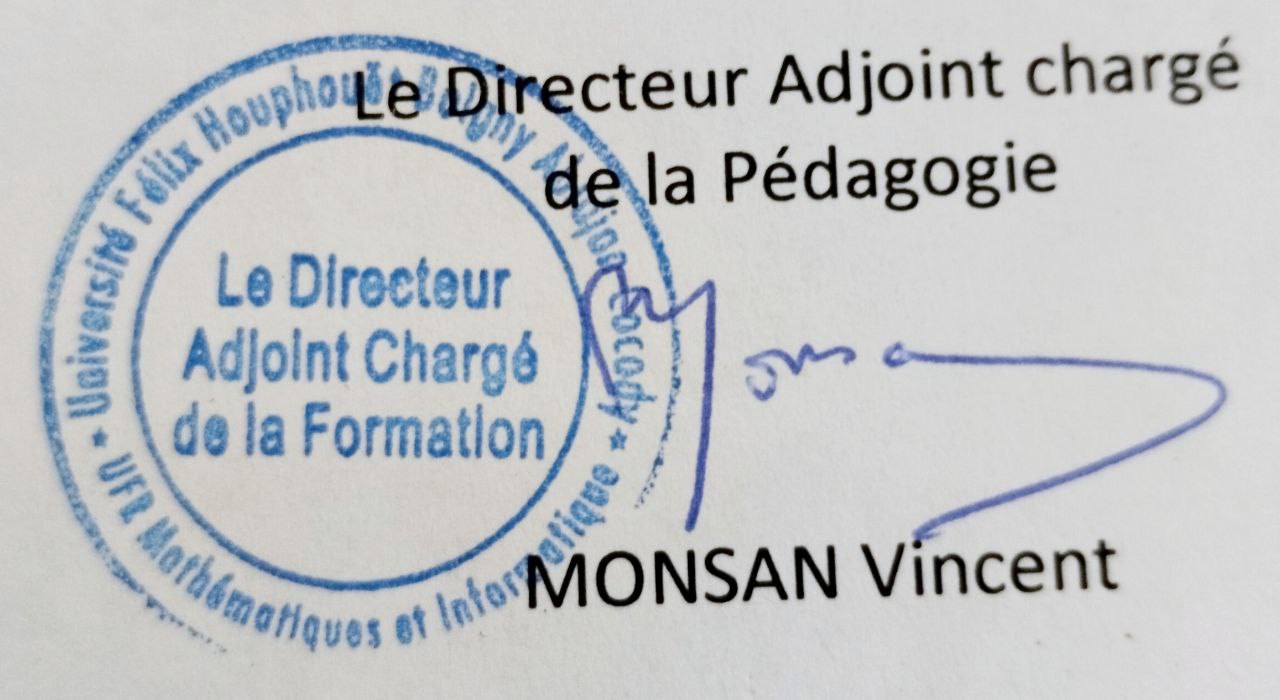 Le Directeur Adjoint chargé
de la Pédagogie
Université Félix Houphouët Boigny Abidjan Cocody
Le Directeur
Adjoint Chargé
de la Formation
★ UFR Mathématiques et Informatique ★
Monsa
MONSAN Vincent